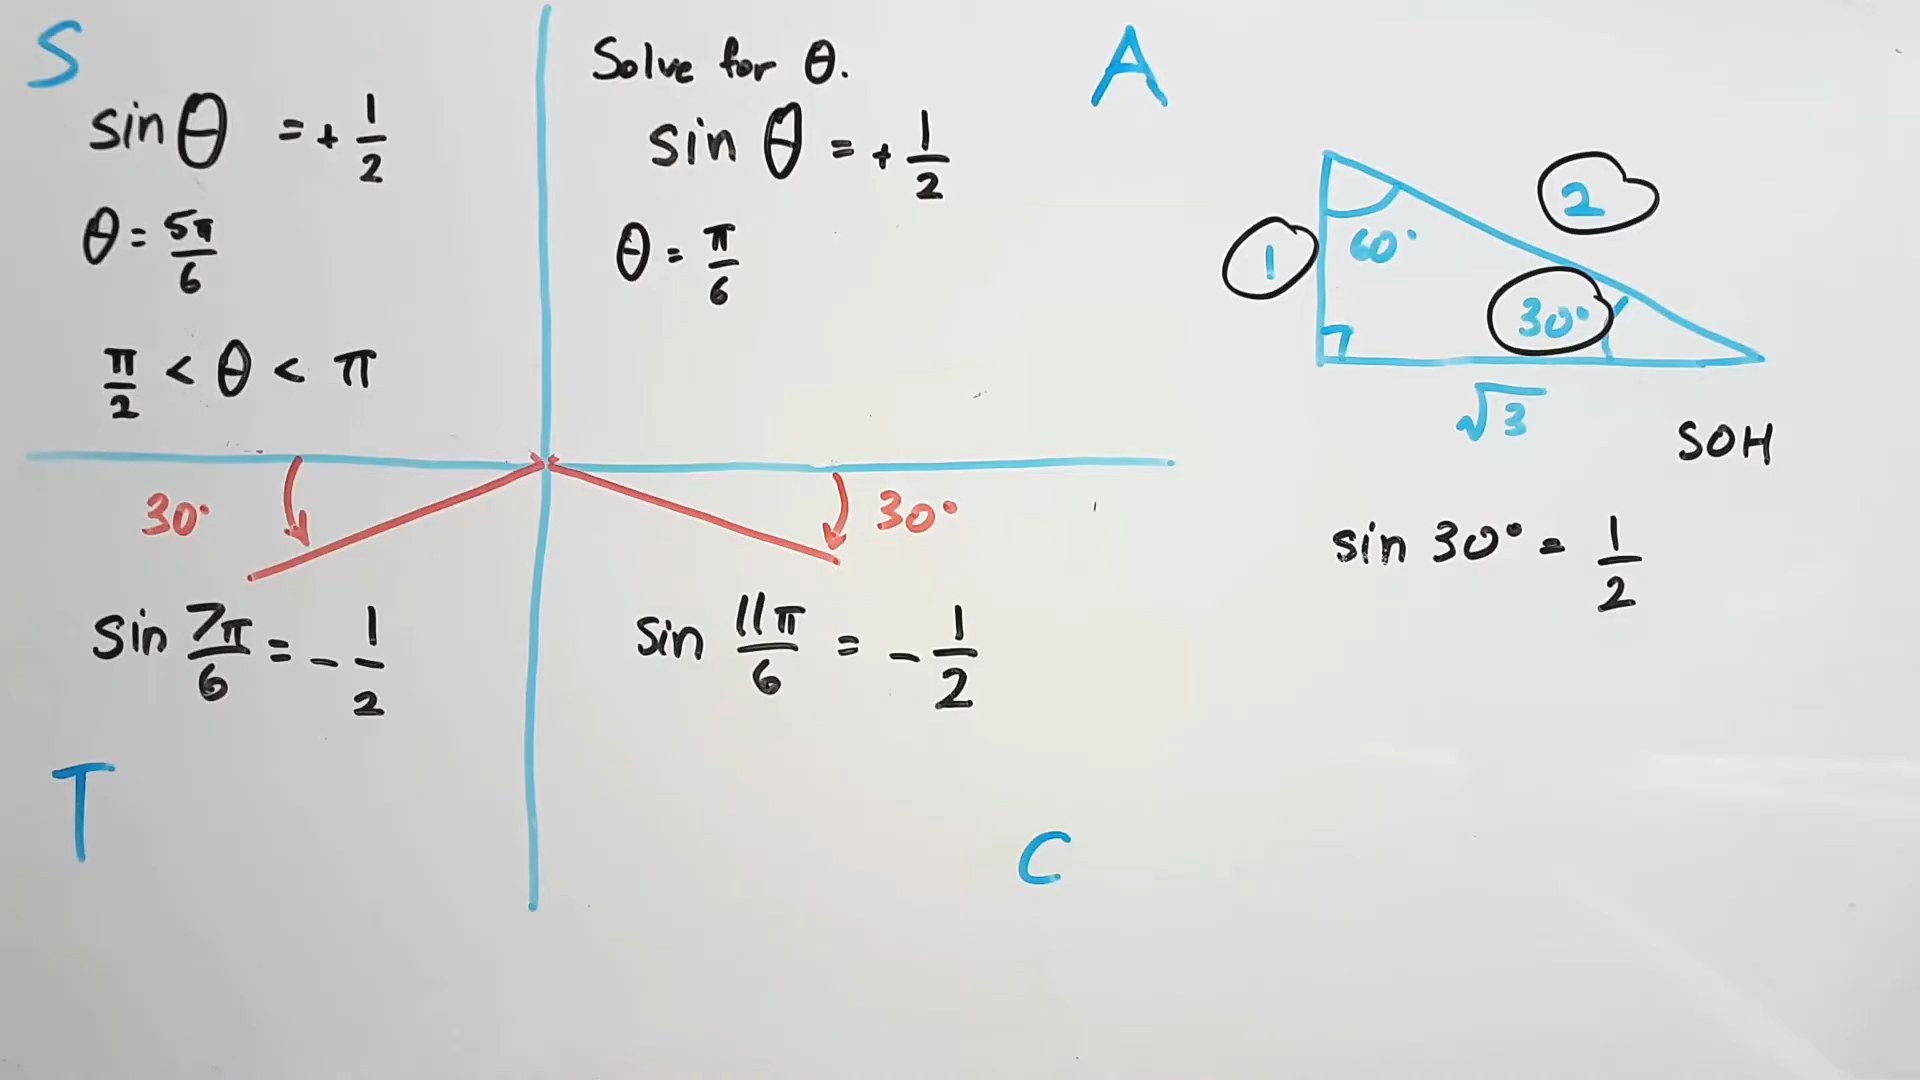 S
sin θ = + 1/2
θ = 5π/6
π/2 < θ < π
Solve for θ.
sin θ = + 1/2
θ = π/6
A
1
60°
2
30°
√3
SOH
sin 30° = 1/2
30°
sin 7π/6 = - 1/2
T
30°
sin 11π/6 = - 1/2
C